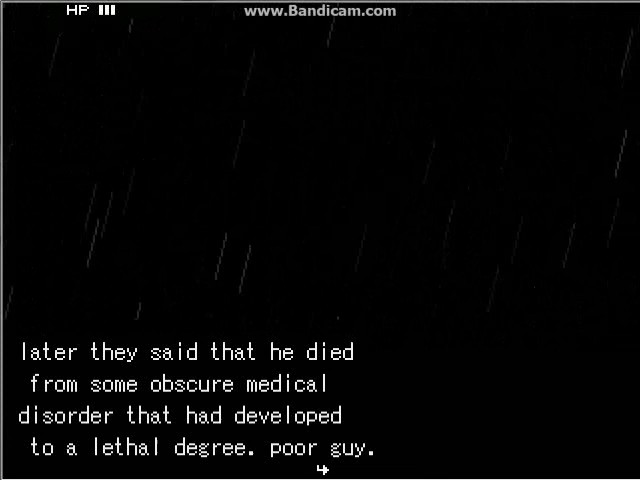 HP
www.Bandicam.com
later they said that he died
from some obscure medical
disorder that had developed
to a lethal degree. poor guy.